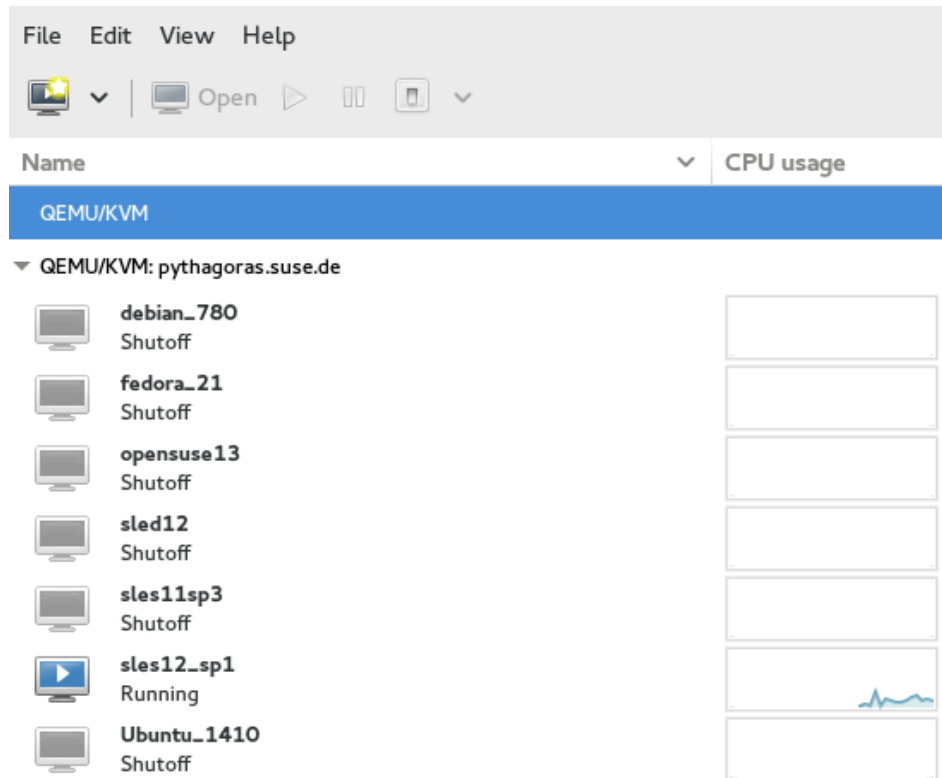 File Edit View Help
Open
Name CPU usage
QEMU/KVM
QEMU/KVM: pythagoras.suse.de
debian_780
Shutoff
fedora_21
Shutoff
opensuse13
Shutoff
sled12
Shutoff
sles11sp3
Shutoff
sles12_sp1
Running
Ubuntu_1410
Shutoff